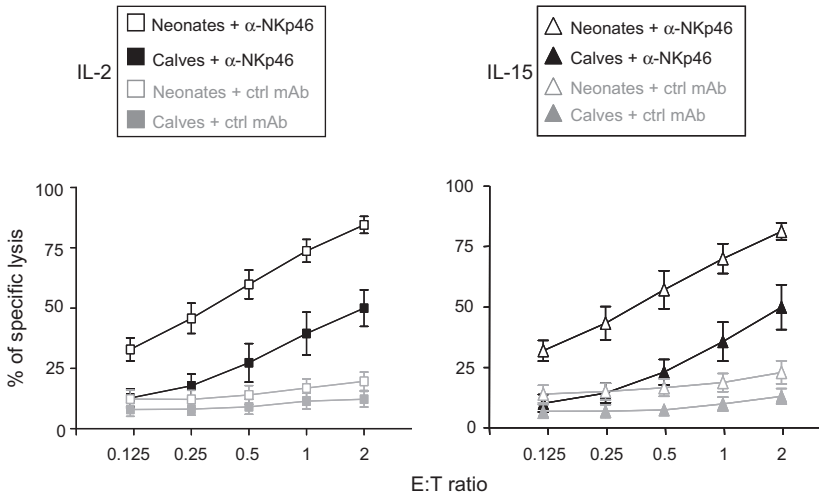 IL-2
Neonates + α-NKp46
Calves + α-NKp46
Neonates + ctrl mAb
Calves + ctrl mAb
IL-15
Neonates + α-NKp46
Calves + α-NKp46
Neonates + ctrl mAb
Calves + ctrl mAb
% of specific lysis
100
75
50
25
0
0.125 0.25 0.5 1 2
100
75
50
25
0
0.125 0.25 0.5 1 2
E:T ratio